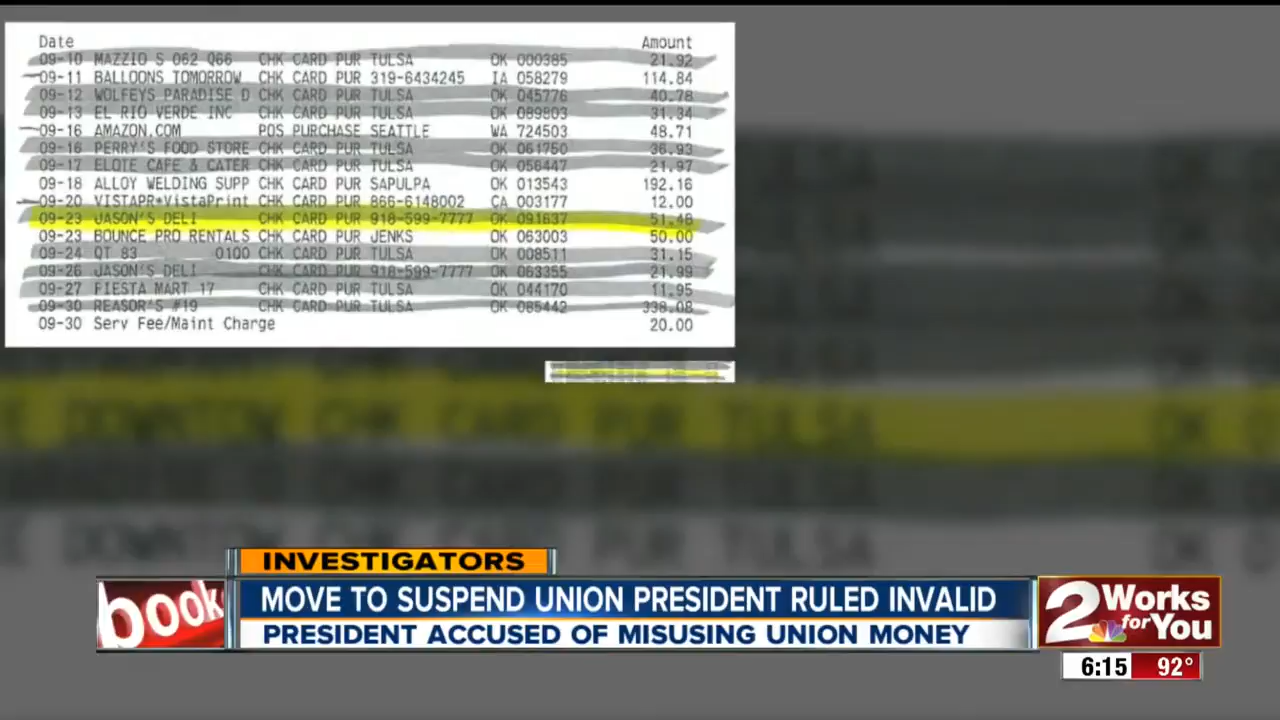 Date Amount
09-10 MAZZIO S 062 Q66 CHK CARD PUR TULSA OK 000385 21.92
09-11 BALLOONS TOMORROW CHK CARD PUR 319-6434245 IA 058279 114.84
09-12 WOLFEYS PARADISE D CHK CARD PUR TULSA OK 045776 40.78
09-13 EL RIO VERDE INC CHK CARD PUR TULSA OK 089803 31.34
09-16 AMAZON.COM POS PURCHASE SEATTLE WA 724503 48.71
09-16 PERRY'S FOOD STORE CHK CARD PUR TULSA OK 061750 36.93
09-17 ELOTE CAFE & CATER CHK CARD PUR TULSA OK 058447 21.97
09-18 ALLOY WELDING SUPP CHK CARD PUR SAPULPA OK 013543 192.16
09-20 VISTAPR*VistaPrint CHK CARD PUR 866-6148002 CA 003177 12.00
09-23 JASON'S DELI CHK CARD PUR 918-599-7777 OK 091837 51.48
09-23 BOUNCE PRO RENTALS CHK CARD PUR JENKS OK 063003 50.00
09-24 QT 83 0100 CHK CARD PUR TULSA OK 008511 31.15
09-26 JASON'S DELI CHK CARD PUR 918-599-7777 OK 063355 21.99
09-27 FIESTA MART 17 CHK CARD PUR TULSA OK 044170 11.95
09-30 REASOR'S #19 CHK CARD PUR TULSA OK 085442 338.08
09-30 Serv Fee/Maint Charge 20.00
CHK CARD PUR TULSA OK
INVESTIGATORS
book
MOVE TO SUSPEND UNION PRESIDENT RULED INVALID
PRESIDENT ACCUSED OF MISUSING UNION MONEY
2 Works for You
6:15 92°